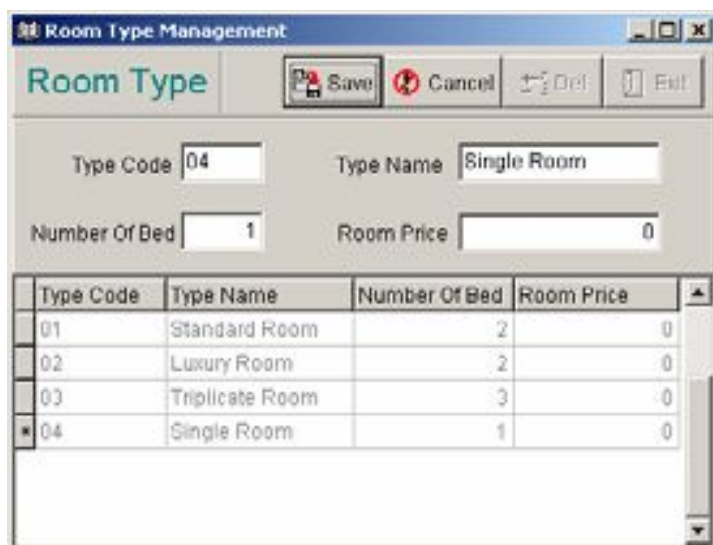 Room Type Management
Room Type Save Cancel Del Exit
Type Code 04 Type Name Single Room
Number Of Bed 1 Room Price 0
Type Code Type Name Number Of Bed Room Price
01 Standard Room 2 0
02 Luxury Room 2 0
03 Triplicate Room 3 0
04 Single Room 1 0